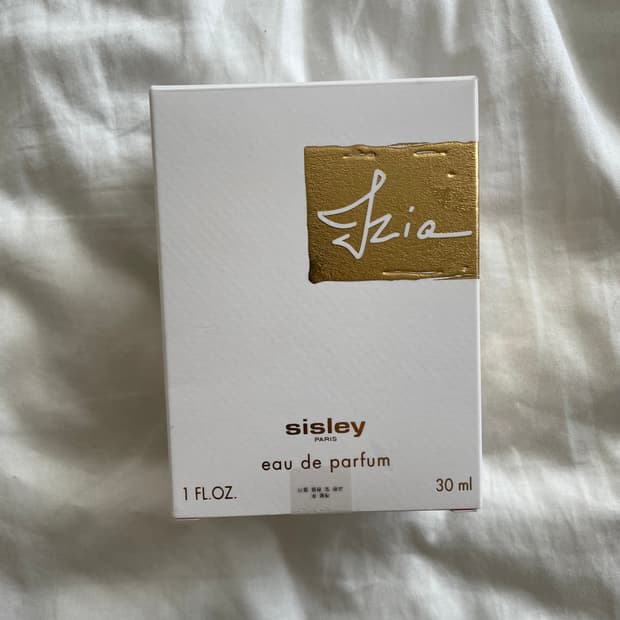 Izia
sisley
PARIS
eau de parfum
1 FL.OZ.
30 ml